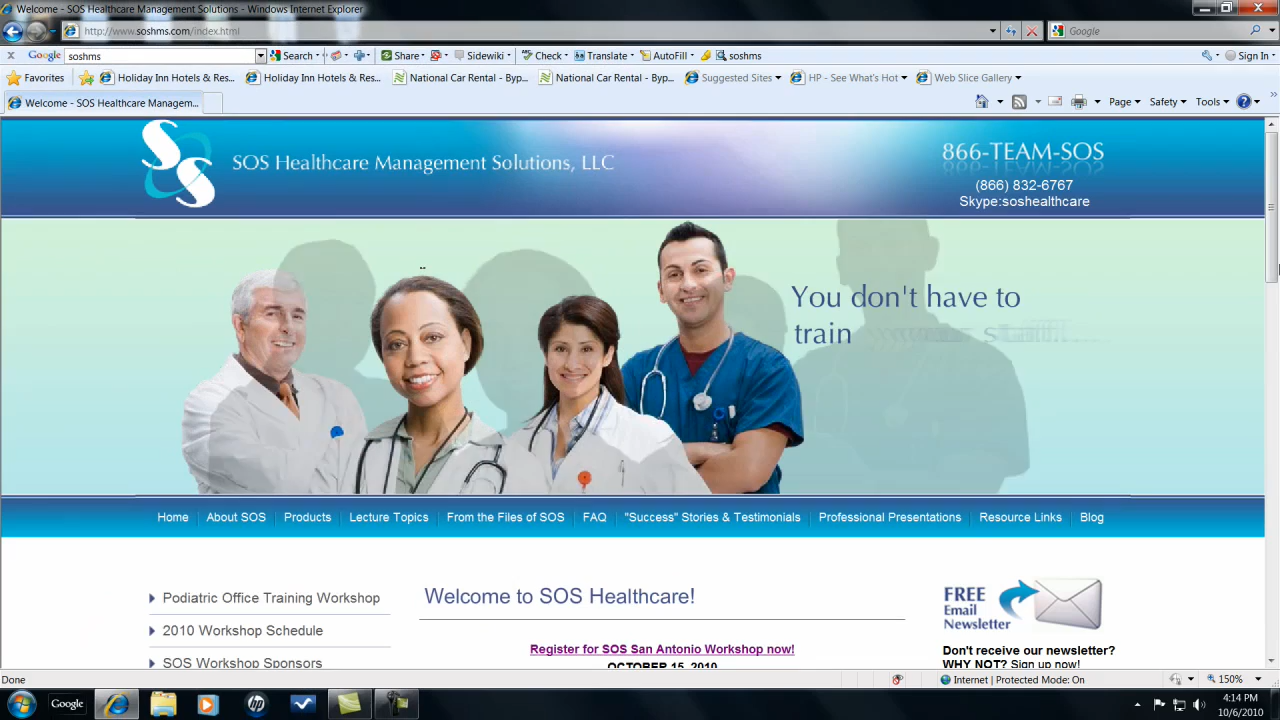 Welcome - SOS Healthcare Management Solutions - Windows Internet Explorer
http://www.soshms.com/index.html
Google
Google soshms Search Share Sidewiki Check Translate AutoFill soshms Sign In
Favorites Holiday Inn Hotels & Res... Holiday Inn Hotels & Res... National Car Rental - Byp... National Car Rental - Byp... Suggested Sites HP - See What's Hot Web Slice Gallery
Welcome - SOS Healthcare Managem... Page Safety Tools
SOS
SOS Healthcare Management Solutions, LLC
866-TEAM-SOS
(866) 832-6767
Skype:soshealthcare
You don't have to
train
Home About SOS Products Lecture Topics From the Files of SOS FAQ "Success" Stories & Testimonials Professional Presentations Resource Links Blog
Podiatric Office Training Workshop
2010 Workshop Schedule
SOS Workshop Sponsors
Welcome to SOS Healthcare!
Register for SOS San Antonio Workshop now!
OCTOBER 15, 2010
FREE
Email
Newsletter
Don't receive our newsletter?
WHY NOT? Sign up now!
Done Internet | Protected Mode: On 150%
Google hp 4:14 PM
10/6/2010